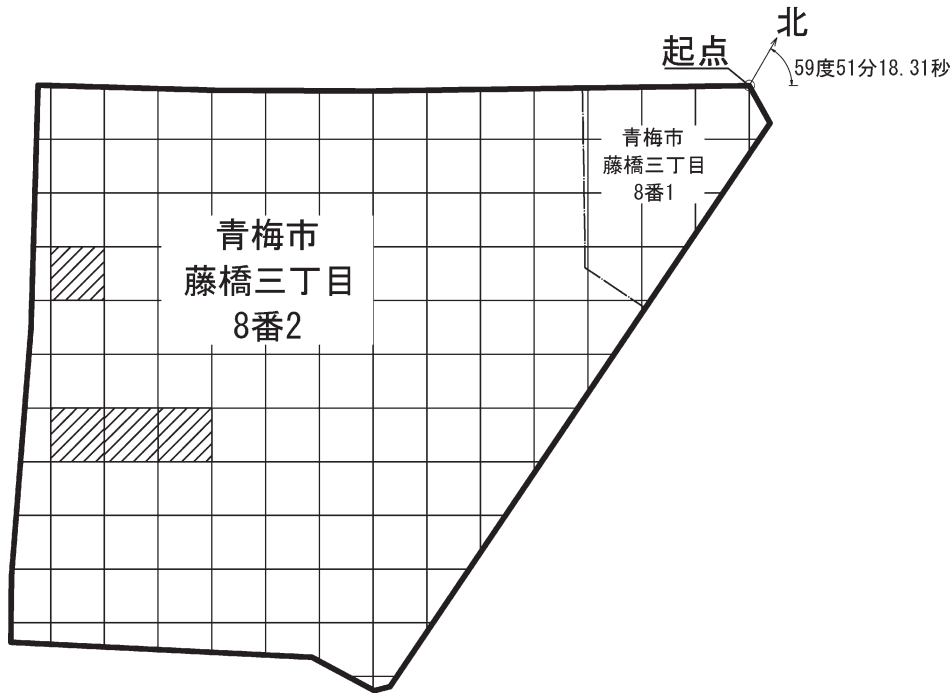 北
起点
59度51分18.31秒
青梅市
藤橋三丁目
8番1
青梅市
藤橋三丁目
8番2